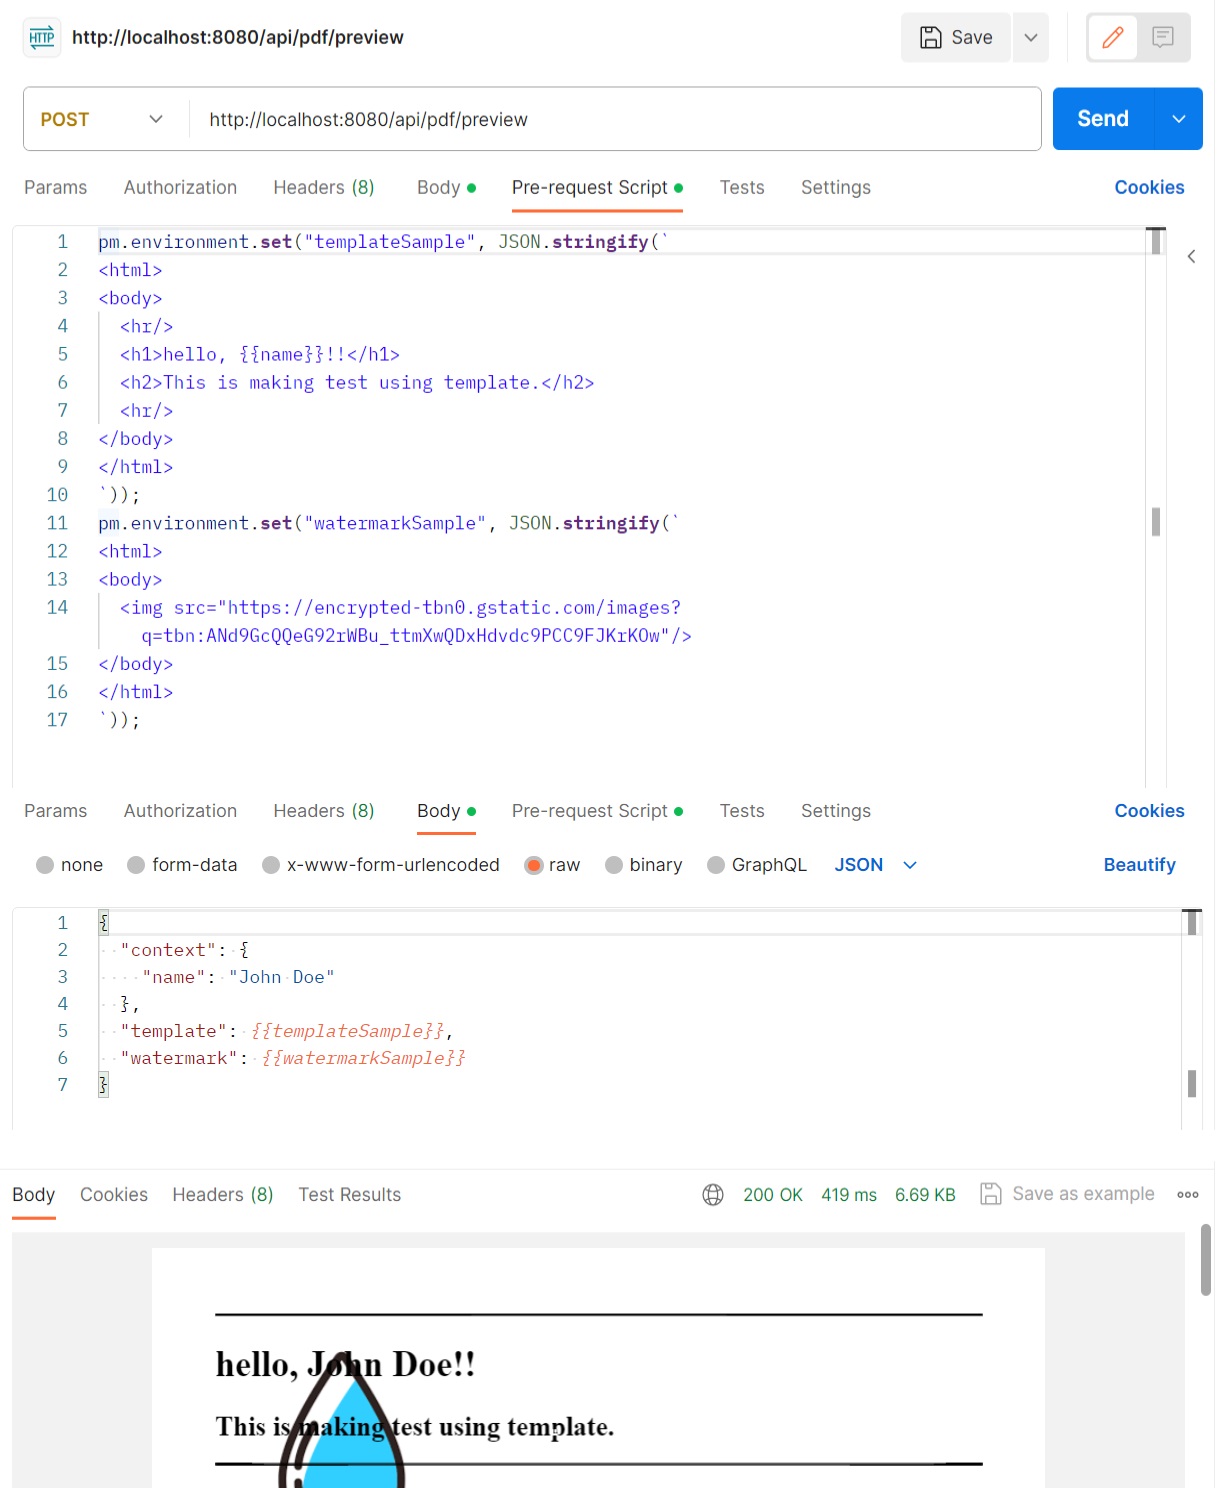 HTTP http://localhost:8080/api/pdf/preview Save
POST http://localhost:8080/api/pdf/preview Send
Params Authorization Headers (8) Body Pre-request Script Tests Settings Cookies
1 pm.environment.set("templateSample", JSON.stringify(`
2 <html>
3 <body>
4 <hr/>
5 <h1>hello, {{name}}!!</h1>
6 <h2>This is making test using template.</h2>
7 <hr/>
8 </body>
9 </html>
10 `));
11 pm.environment.set("watermarkSample", JSON.stringify(`
12 <html>
13 <body>
14 <img src="https://encrypted-tbn0.gstatic.com/images?
q=tbn:ANd9GcQQeG92rWBu_ttmXwQDxHdvdc9PCC9FJKrKOw"/>
15 </body>
16 </html>
17 `));
Params Authorization Headers (8) Body Pre-request Script Tests Settings Cookies
none form-data x-www-form-urlencoded raw binary GraphQL JSON Beautify
1 {
2 "context": {
3 "name": "John Doe"
4 },
5 "template": {{templateSample}},
6 "watermark": {{watermarkSample}}
7 }
Body Cookies Headers (8) Test Results 200 OK 419 ms 6.69 KB Save as example
hello, John Doe!!
This is making test using template.